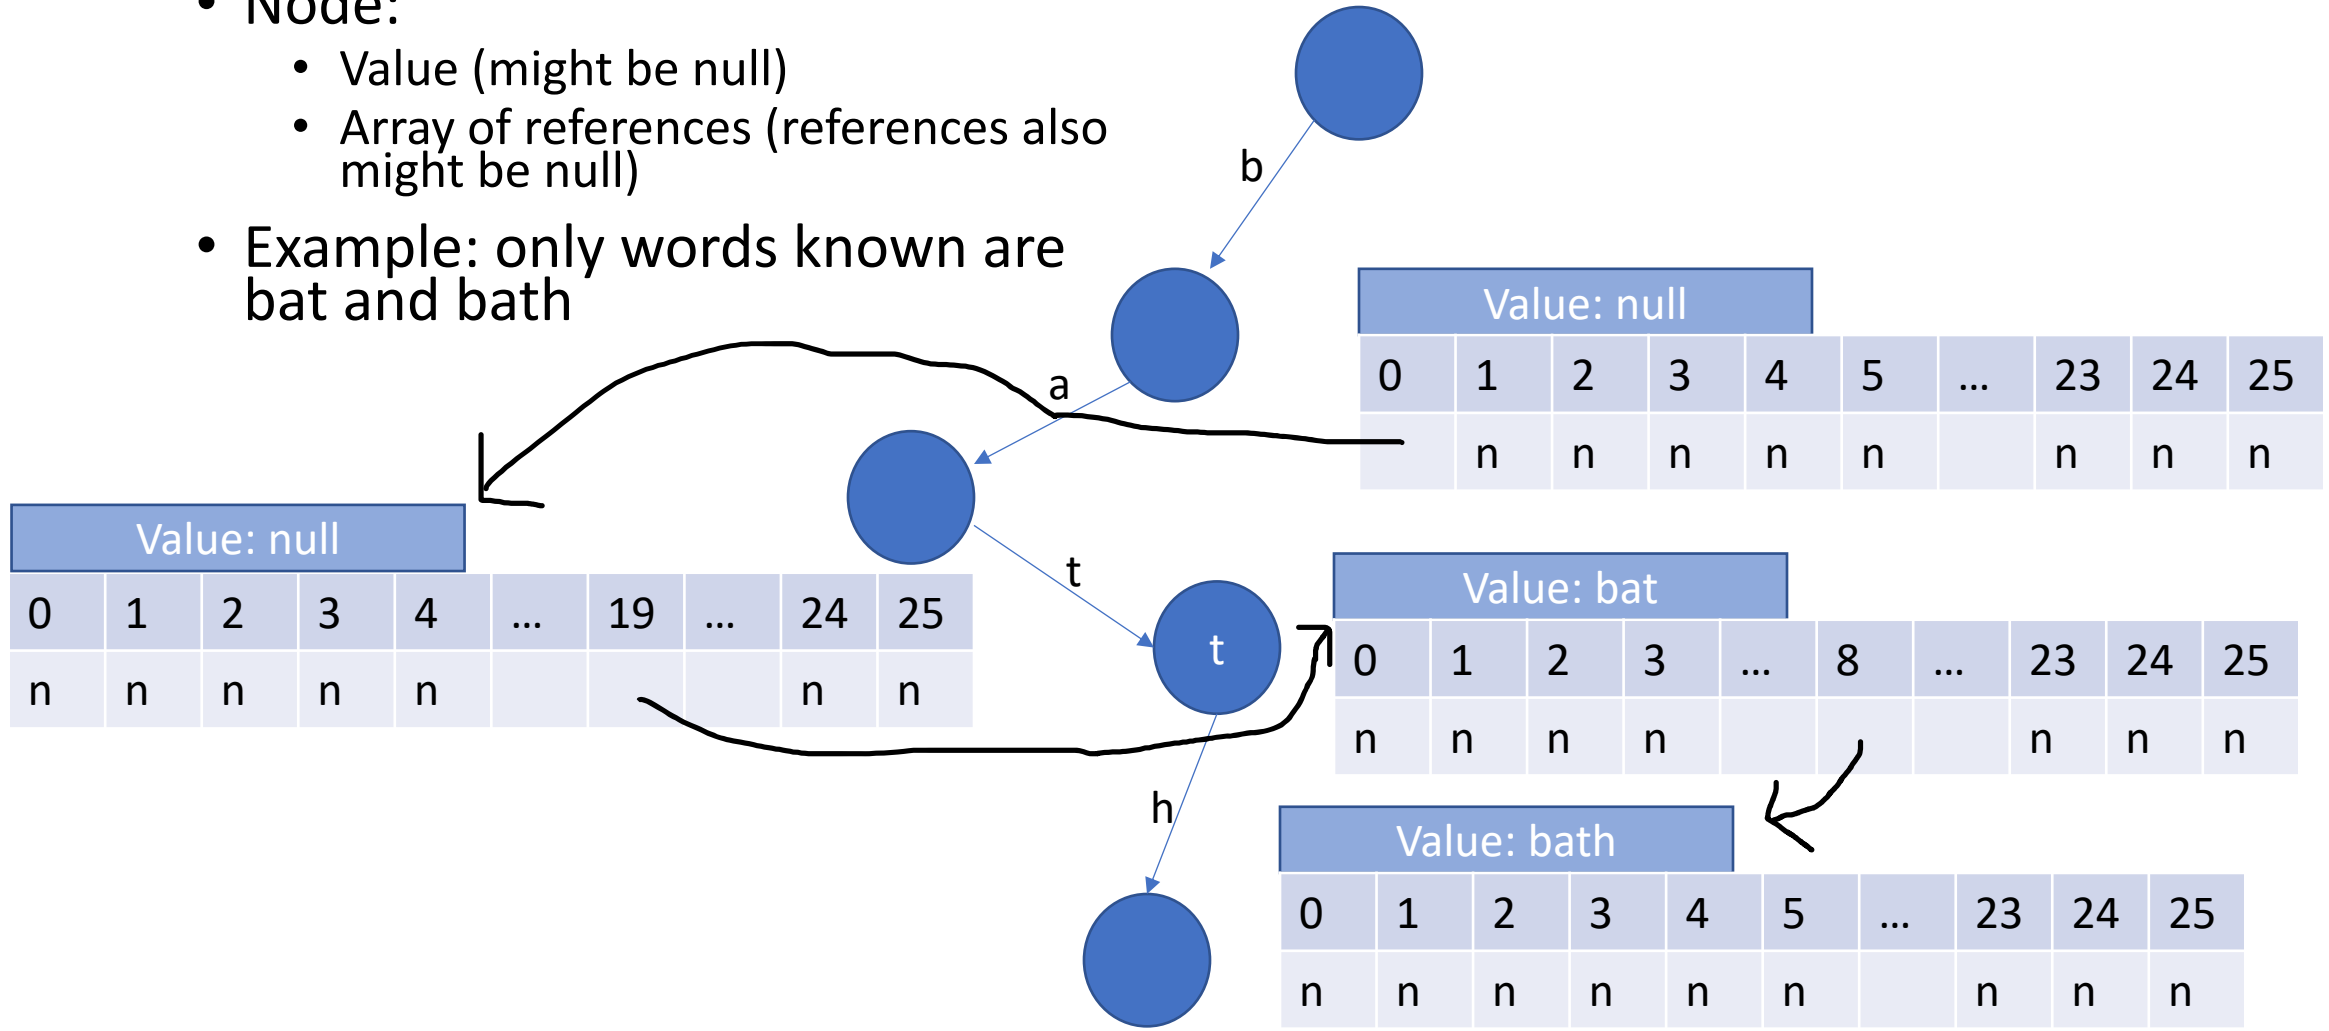 • Node:
• Value (might be null)
• Array of references (references also
might be null)
• Example: only words known are
bat and bath
b
a
t
t
h
Value: null
0 1 2 3 4 5 ... 23 24 25
n n n n n n n n
Value: null
0 1 2 3 4 ... 19 ... 24 25
n n n n n n n
Value: bat
0 1 2 3 ... 8 ... 23 24 25
n n n n n n n
Value: bath
0 1 2 3 4 5 ... 23 24 25
n n n n n n n n n